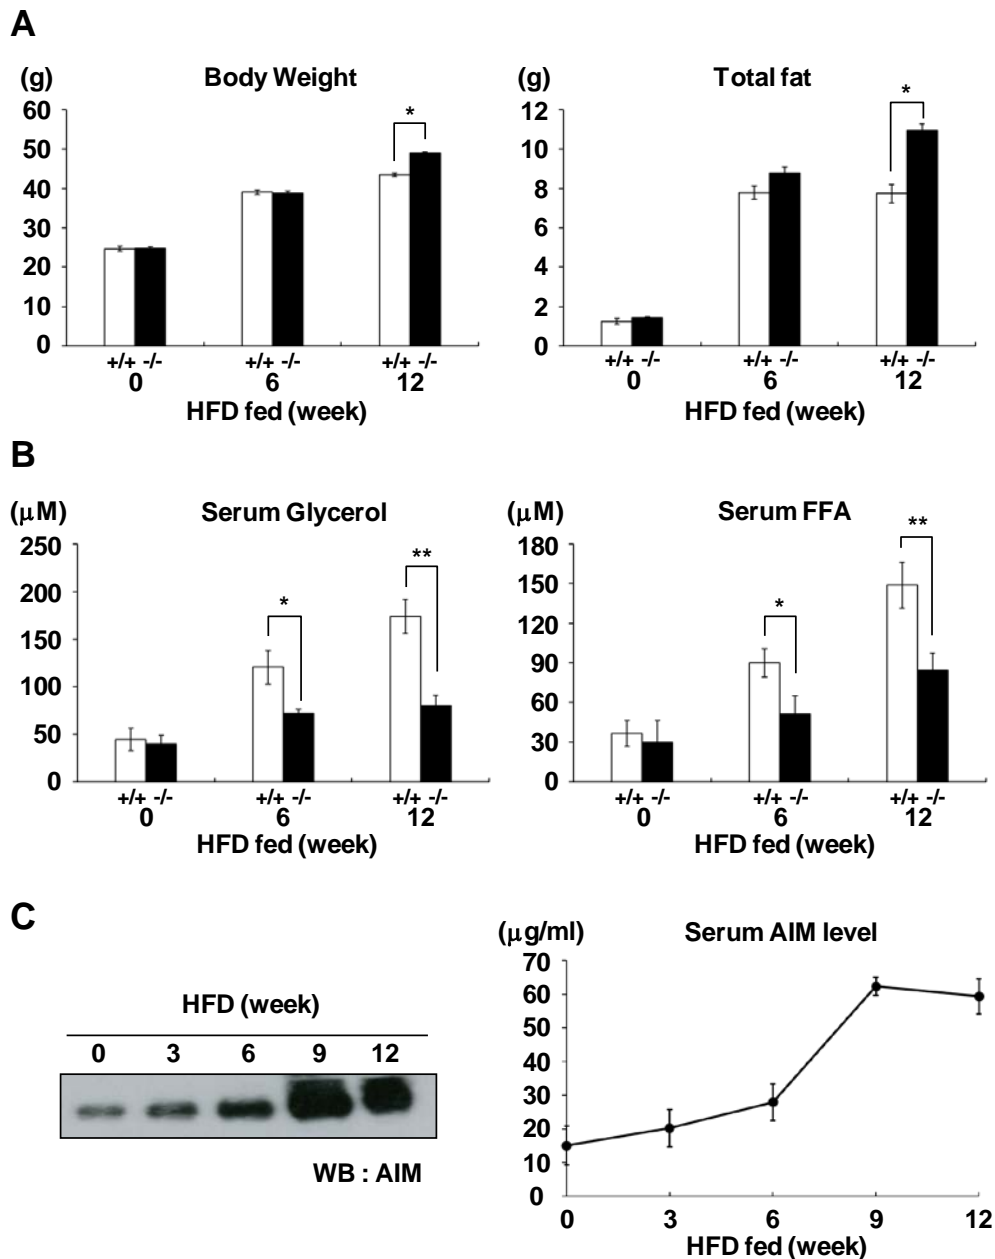 A
(g) Body Weight
60
50
40
30
20
10
0
*
+/+ -/- +/+ -/- +/+ -/-
0 6 12
HFD fed (week)
(g) Total fat
12
10
8
6
4
2
0
*
+/+ -/- +/+ -/- +/+ -/-
0 6 12
HFD fed (week)
B
(μM) Serum Glycerol
250
200
150
100
50
0
*
**
+/+ -/- +/+ -/- +/+ -/-
0 6 12
HFD fed (week)
(μM) Serum FFA
180
150
120
90
60
30
0
*
**
+/+ -/- +/+ -/- +/+ -/-
0 6 12
HFD fed (week)
C
HFD (week)
0 3 6 9 12
WB : AIM
(μg/ml) Serum AIM level
70
60
50
40
30
20
10
0
0 3 6 9 12
HFD fed (week)